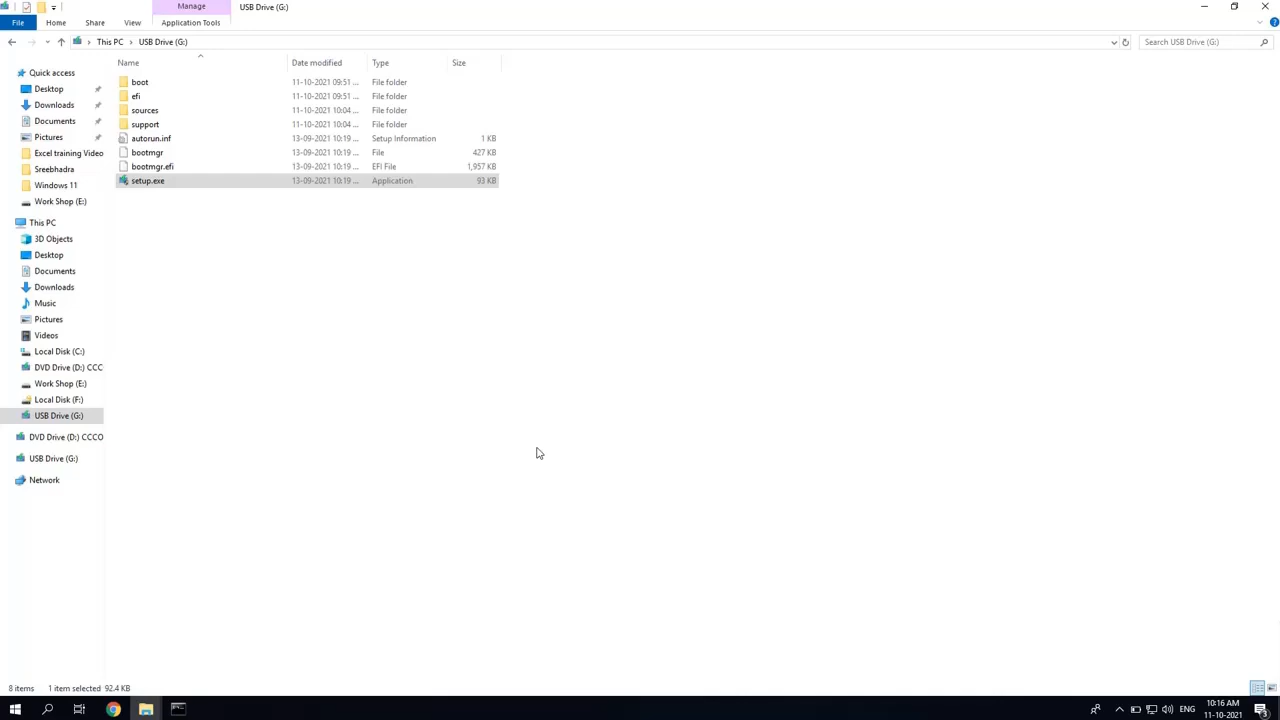 Manage
USB Drive (G:)
File
Home
Share
View
Application Tools
This PC
USB Drive (G:)
Search USB Drive (G:)
Name
Date modified
Type
Size
boot
11-10-2021 09:51 ...
File folder
efi
11-10-2021 09:51 ...
File folder
sources
11-10-2021 10:04 ...
File folder
support
11-10-2021 10:04 ...
File folder
autorun.inf
13-09-2021 10:19 ...
Setup Information
1 KB
bootmgr
13-09-2021 10:19 ...
File
427 KB
bootmgr.efi
13-09-2021 10:19 ...
EFI File
1,957 KB
setup.exe
13-09-2021 10:19 ...
Application
93 KB
Quick access
Desktop
Downloads
Documents
Pictures
Excel training Video
Sreebhadra
Windows 11
Work Shop (E:)
This PC
3D Objects
Desktop
Documents
Downloads
Music
Pictures
Videos
Local Disk (C:)
DVD Drive (D:) CCCO
Work Shop (E:)
Local Disk (F:)
USB Drive (G:)
DVD Drive (D:) CCCO
USB Drive (G:)
Network
8 items
1 item selected 92.4 KB
ENG
10:16 AM
11-10-2021